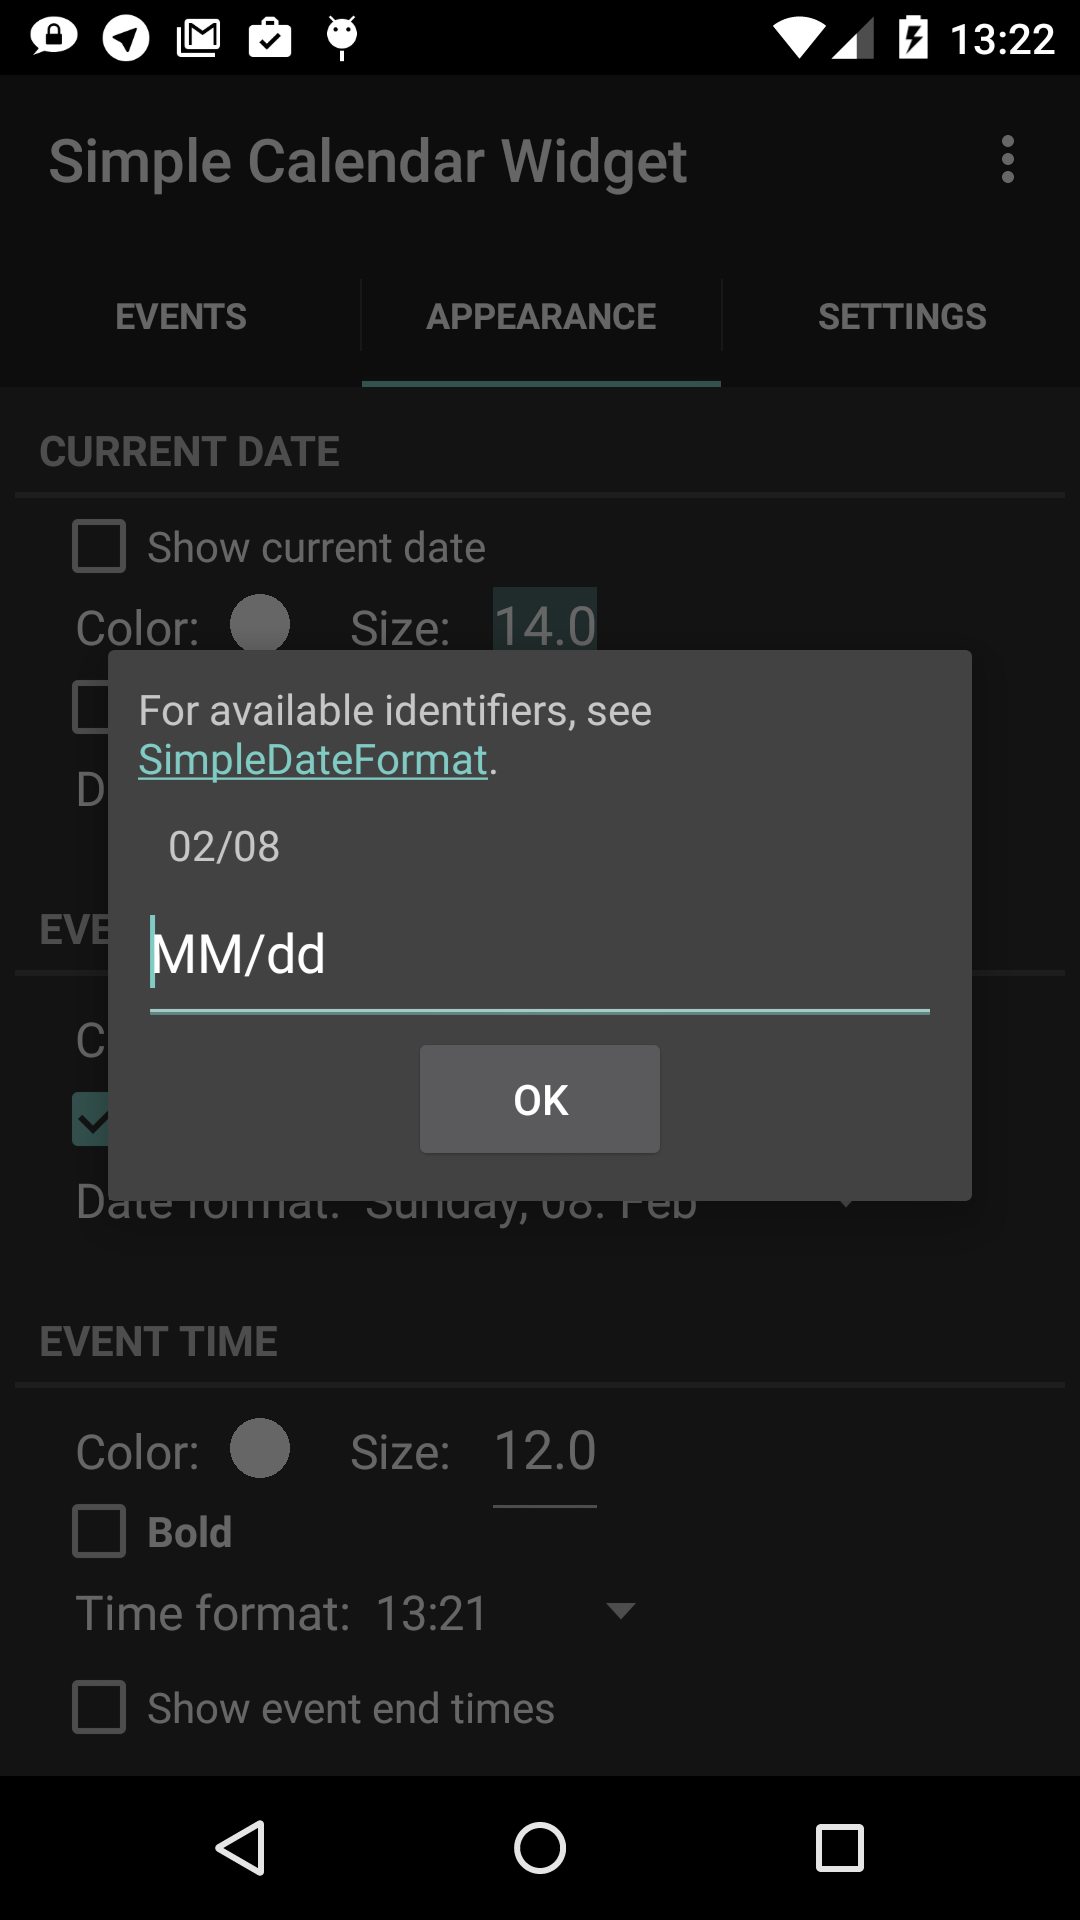 13:22
Simple Calendar Widget
EVENTS APPEARANCE SETTINGS
CURRENT DATE
Show current date
Color: Size: 14.0
For available identifiers, see
SimpleDateFormat.
D
02/08
EVE
MM/dd
C
OK
Date format: Sunday, 08. Feb
EVENT TIME
Color: Size: 12.0
Bold
Time format: 13:21
Show event end times